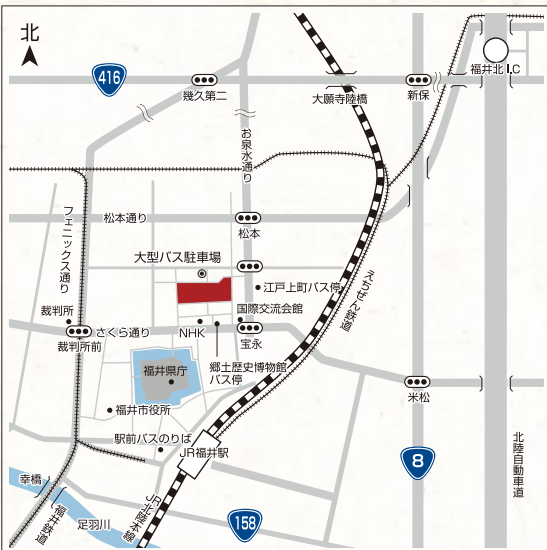 北
福井北 I.C
416
幾久第二
大願寺陸橋
新保
お泉水通り
フェニックス通り
松本通り
松本
大型バス駐車場
えちぜん鉄道
江戸上町バス停
裁判所
国際交流会館
さくら通り
NHK
宝永
裁判所前
郷土歴史博物館
バス停
福井県庁
米松
福井市役所
駅前バスのりば
JR福井駅
8
北陸自動車道
幸橋
福井鉄道
足羽川
JR北陸本線
158